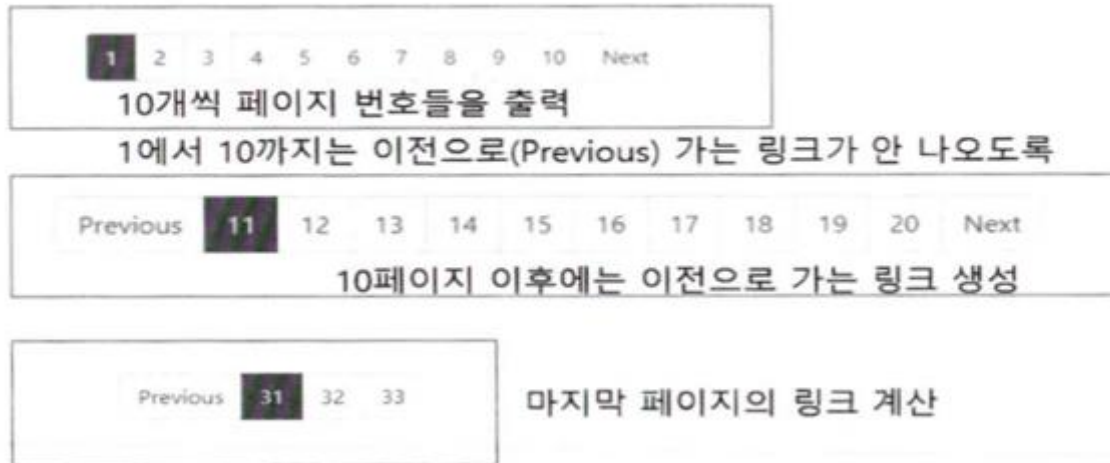 1 2 3 4 5 6 7 8 9 10 Next
10개씩 페이지 번호들을 출력
1에서 10까지는 이전으로(Previous) 가는 링크가 안 나오도록
Previous 11 12 13 14 15 16 17 18 19 20 Next
10페이지 이후에는 이전으로 가는 링크 생성
Previous 31 32 33
마지막 페이지의 링크 계산